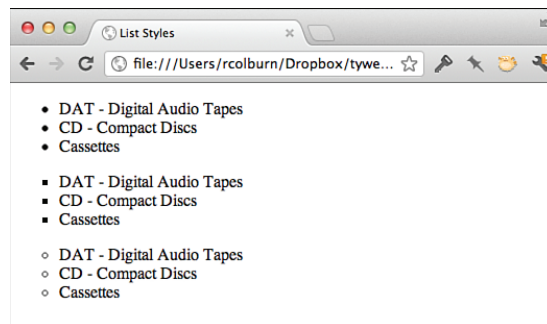 List Styles
file:///Users/rcolburn/Dropbox/tywe...
DAT - Digital Audio Tapes
CD - Compact Discs
Cassettes
DAT - Digital Audio Tapes
CD - Compact Discs
Cassettes
DAT - Digital Audio Tapes
CD - Compact Discs
Cassettes